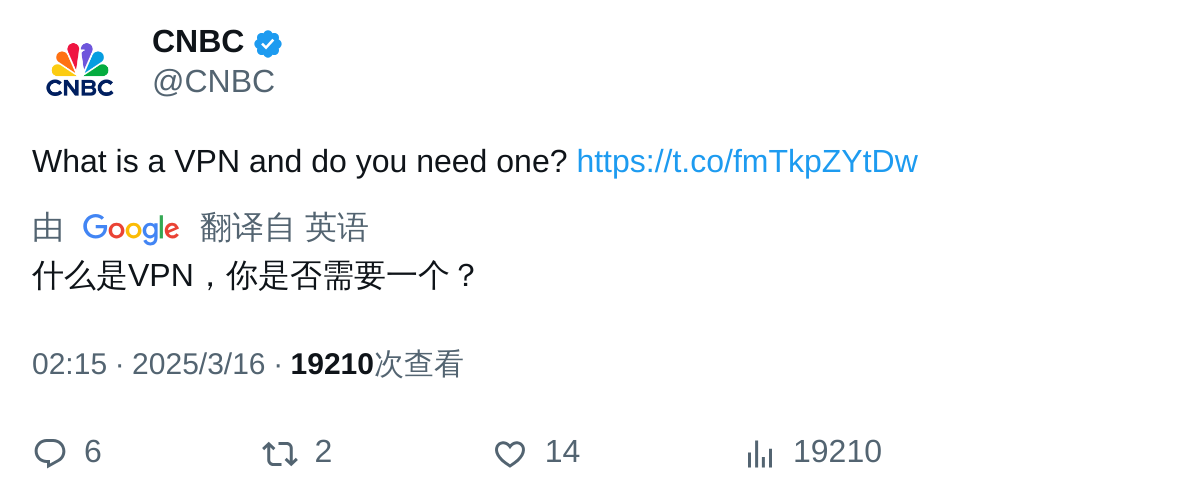 CNBC
CNBC
@CNBC
What is a VPN and do you need one? https://t.co/fmTkpZYtDw
由 Google 翻译自 英语
什么是VPN，你是否需要一个？
02:15 · 2025/3/16 · 19210次查看
6 2 14 19210